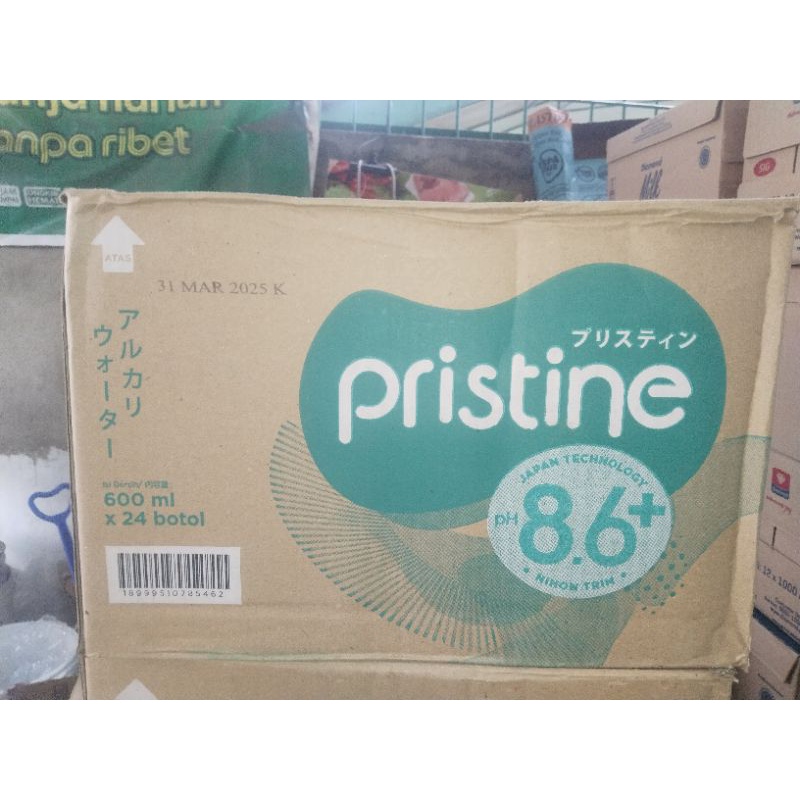 anpa ribet
ATAS
31 MAR 2025 K
アルカリ
ウォーター
プリスティン
pristine
JAPAN TECHNOLOGY
pH 8.6+
NIHON TRIM
600 ml
x 24 botol
18999510785462